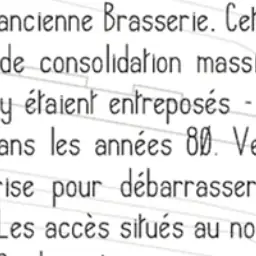 ancienne Brasserie. Cet
de consolidation massi
y étaient entreposés -
ans les années 80. Ve
rise pour débarrasser
Les accès situés au no